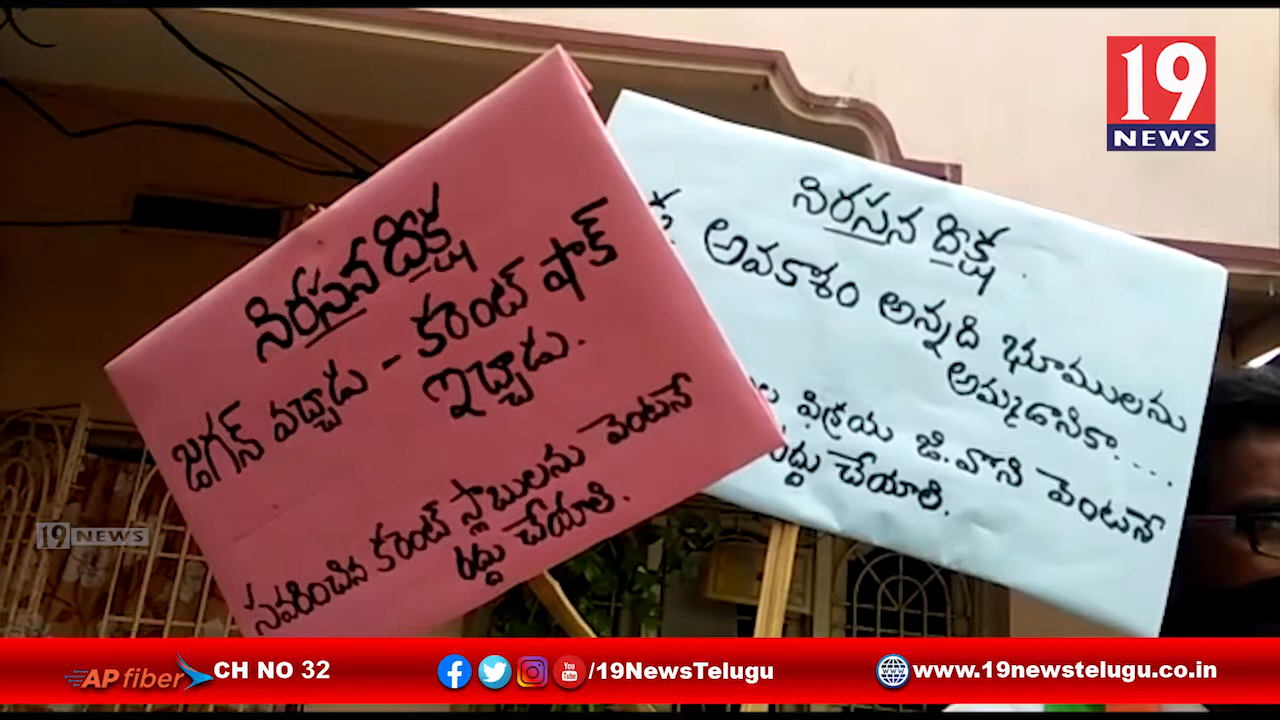 19
NEWS
నిరసన దీక్ష
జగన్ వచ్చాడు - కరెంట్ షాక్
ఇచ్చాడు.
సవరించిన కరెంట్ స్లాబులను వెంటనే
రద్దు చేయాలి.
నిరసన దీక్ష
అవకాశం అన్నది భూములను
అమ్మడానికా....
విక్రయ జి.వోని వెంటనే
రద్దు చేయాలి.
19 NEWS
AP fiber CH NO 32
/19NewsTelugu
www.19newstelugu.co.in